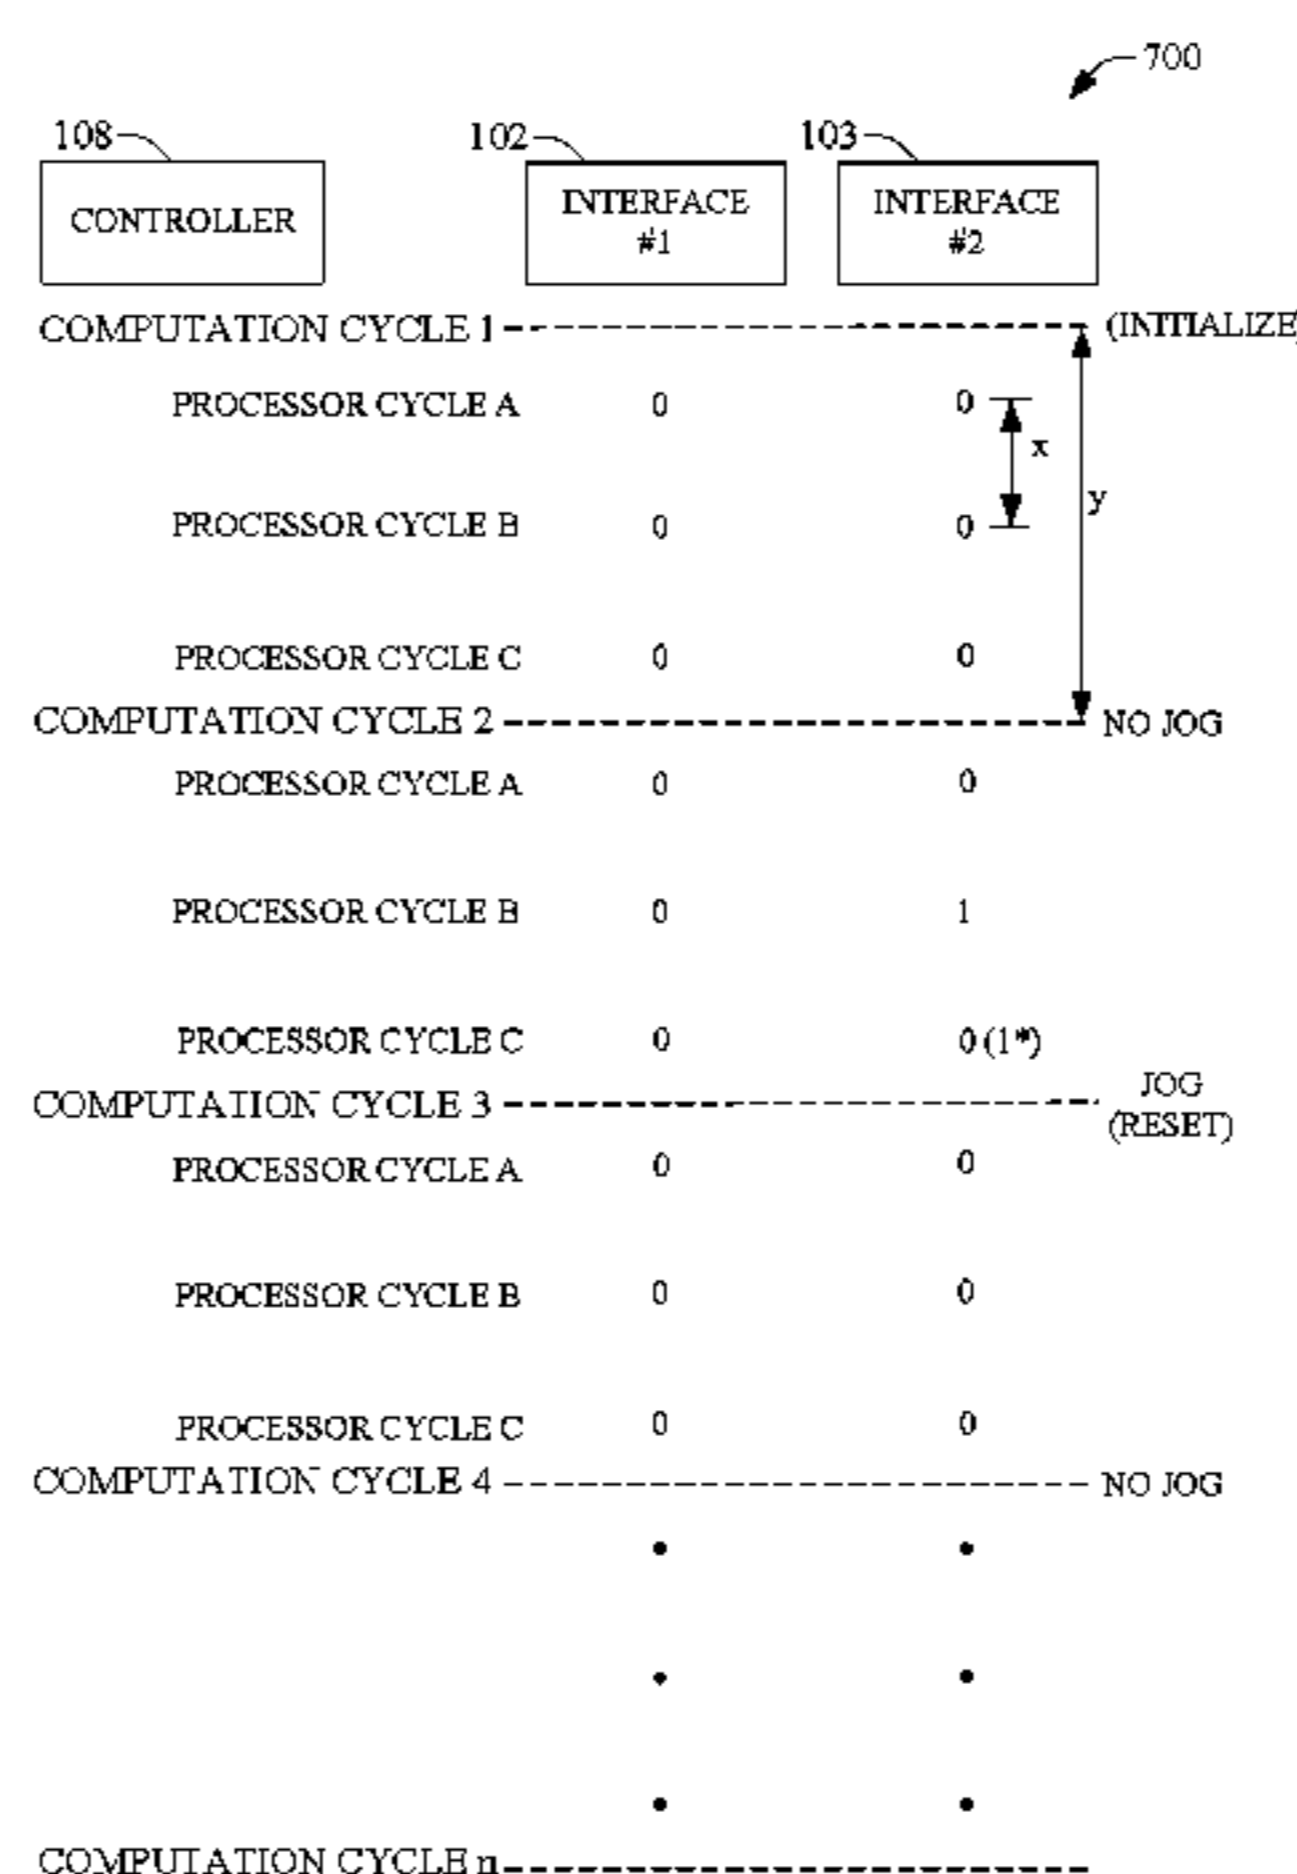 700
108
102
103
CONTROLLER
INTERFACE
#1
INTERFACE
#2
COMPUTATION CYCLE 1
(INITIALIZE)
PROCESSOR CYCLE A 0 0
x
y
PROCESSOR CYCLE B 0 0
PROCESSOR CYCLE C 0 0
COMPUTATION CYCLE 2 NO JOG
PROCESSOR CYCLE A 0 0
PROCESSOR CYCLE B 0 1
PROCESSOR CYCLE C 0 0 (1*)
COMPUTATION CYCLE 3
JOG
(RESET)
PROCESSOR CYCLE A 0 0
PROCESSOR CYCLE B 0 0
PROCESSOR CYCLE C 0 0
COMPUTATION CYCLE 4 NO JOG
COMPUTATION CYCLE n